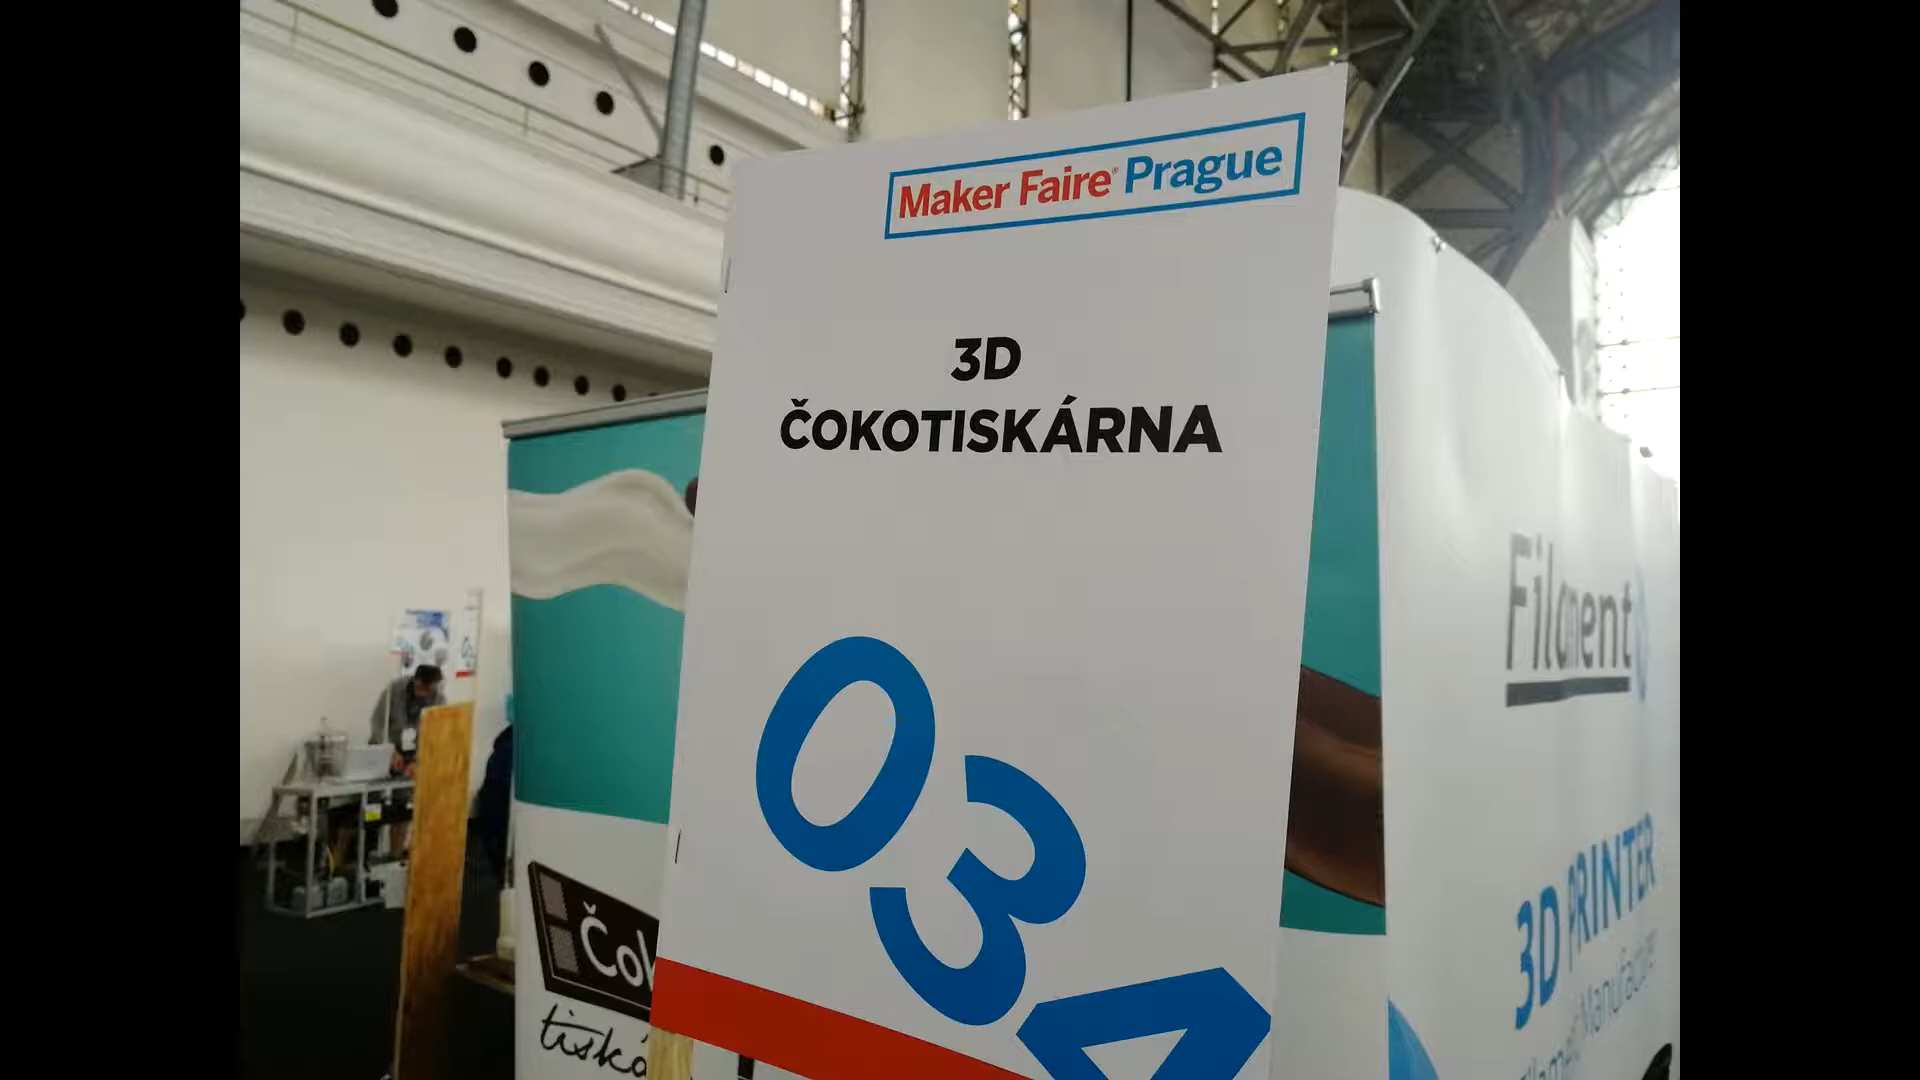 Maker Faire® Prague
3D
ČOKOTISKÁRNA
034
Filament
3D PRINTER